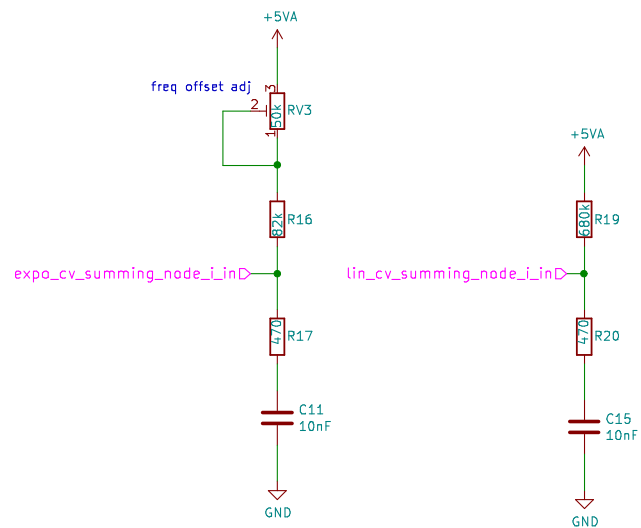 +5VA
freq offset adj
3
2
50k
RV3
1
+5VA
82k
R16
680k
R19
expo_cv_summing_node_i_in
lin_cv_summing_node_i_in
470
R17
470
R20
C11
10nF
C15
10nF
GND
GND